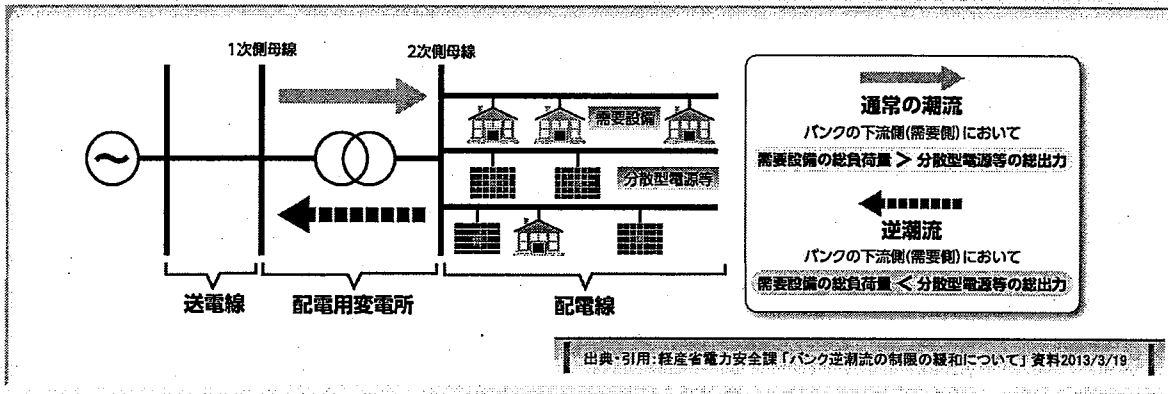 1次側母線
2次側母線
需要設備
分散型電源等
送電線
配電用変電所
配電線
通常の潮流
バンクの下流側(需要側)において
需要設備の総負荷量 > 分散型電源等の総出力
逆潮流
バンクの下流側(需要側)において
需要設備の総負荷量 < 分散型電源等の総出力
出典・引用:経産省電力安全課「バンク逆潮流の制限の緩和について」資料2013/3/19